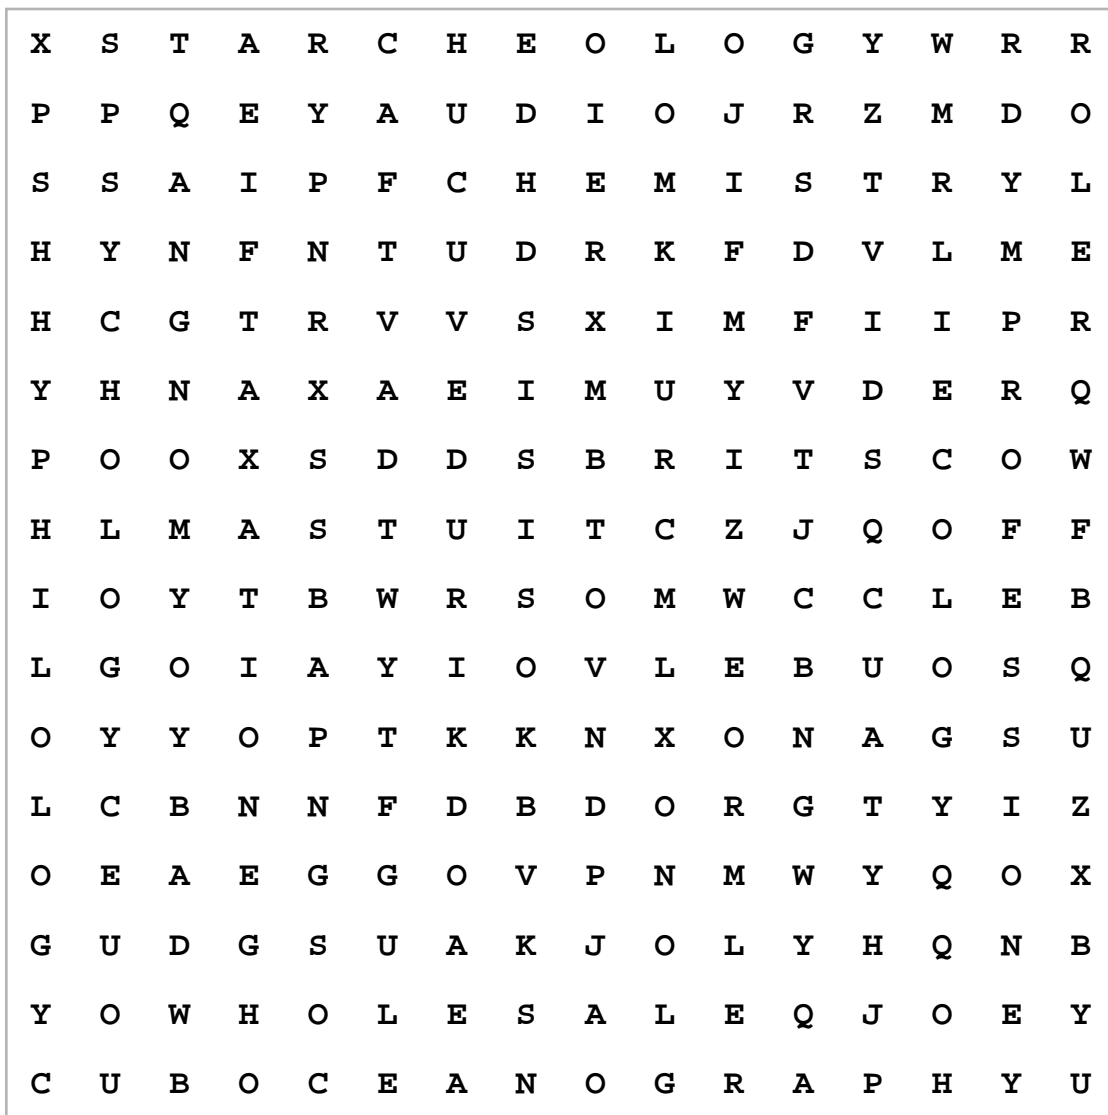 X S T A R C H E O L O G Y W R R
P P Q E Y A U D I O J R Z M D O
S S A I P F C H E M I S T R Y L
H Y N F N T U D R K F D V L M E
H C G T R V V S X I M F I I P R
Y H N A X A E I M U Y V D E R Q
P O O X S D D S B R I T S C O W
H L M A S T U I T C Z J Q O F F
I O Y T B W R S O M W C C L E B
L G O I A Y I O V L E B U O S Q
O Y Y O P T K K N X O N A G S U
L C B N N F D B D O R G T Y I Z
O E A E G G O V P N M W Y Q O X
G U D G S U A K J O L Y H Q N B
Y O W H O L E S A L E Q J O E Y
C U B O C E A N O G R A P H Y U